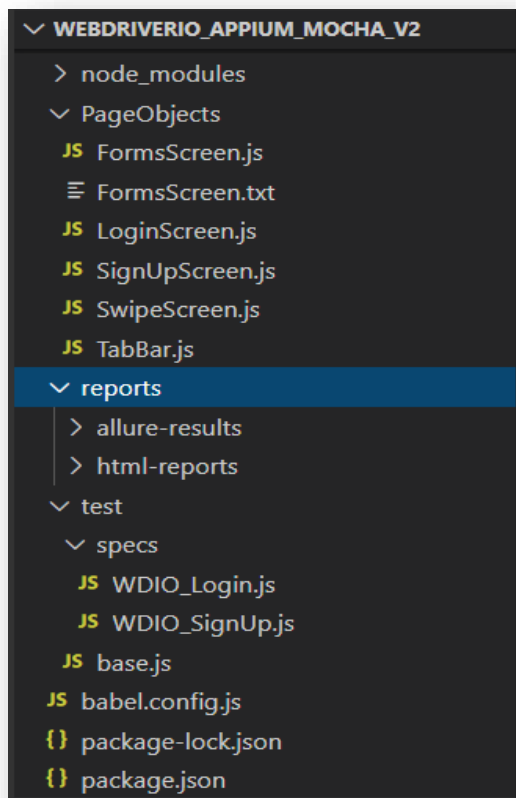 WEBDRIVERIO_APPIUM_MOCHA_V2
node_modules
PageObjects
JS FormsScreen.js
FormsScreen.txt
JS LoginScreen.js
JS SignUpScreen.js
JS SwipeScreen.js
JS TabBar.js
reports
allure-results
html-reports
test
specs
JS WDIO_Login.js
JS WDIO_SignUp.js
JS base.js
JS babel.config.js
{} package-lock.json
{} package.json